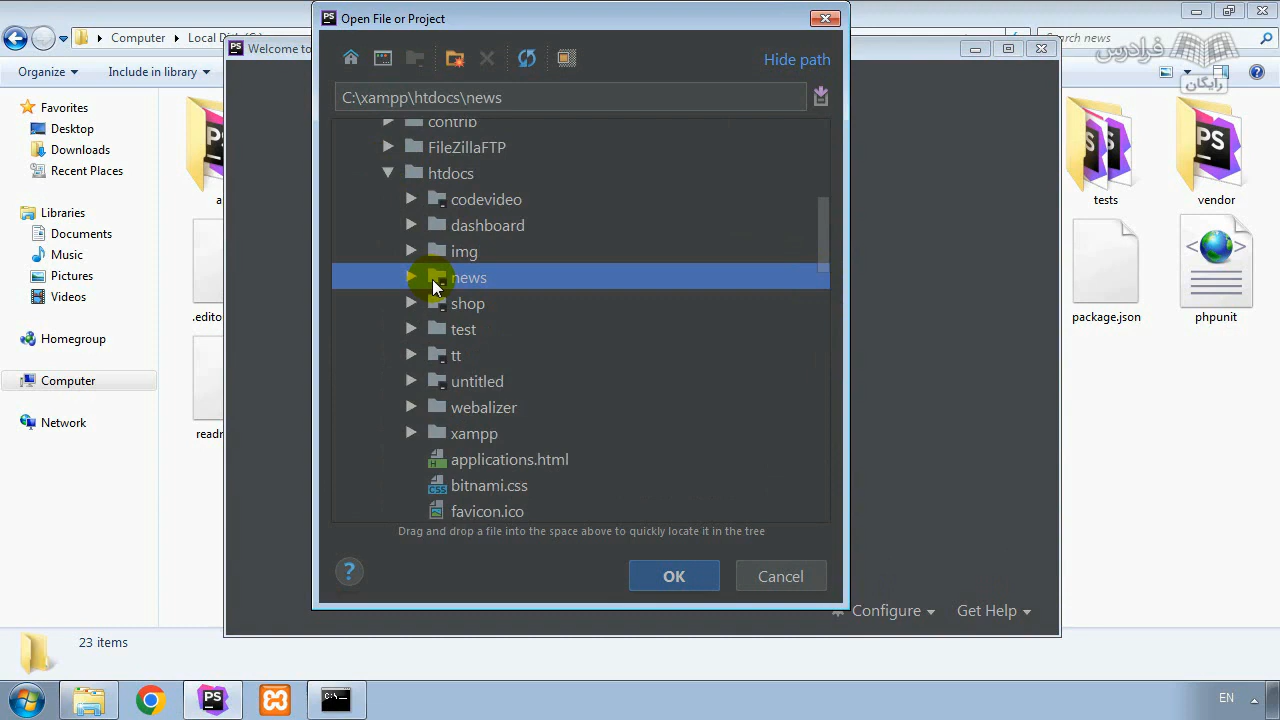 Open File or Project
Computer
Local Disk (C:)
Search news
Welcome to
Organize
Include in library
Hide path
فرادرس
رایگان
C:\xampp\htdocs\news
Favorites
Desktop
Downloads
Recent Places
Libraries
Documents
Music
Pictures
Videos
Homegroup
Computer
Network
contrib
FileZillaFTP
htdocs
codevideo
dashboard
img
news
shop
test
tt
untitled
webalizer
xampp
applications.html
bitnami.css
favicon.ico
Drag and drop a file into the space above to quickly locate it in the tree
OK
Cancel
Configure
Get Help
tests
vendor
.edito
package.json
phpunit
23 items
EN